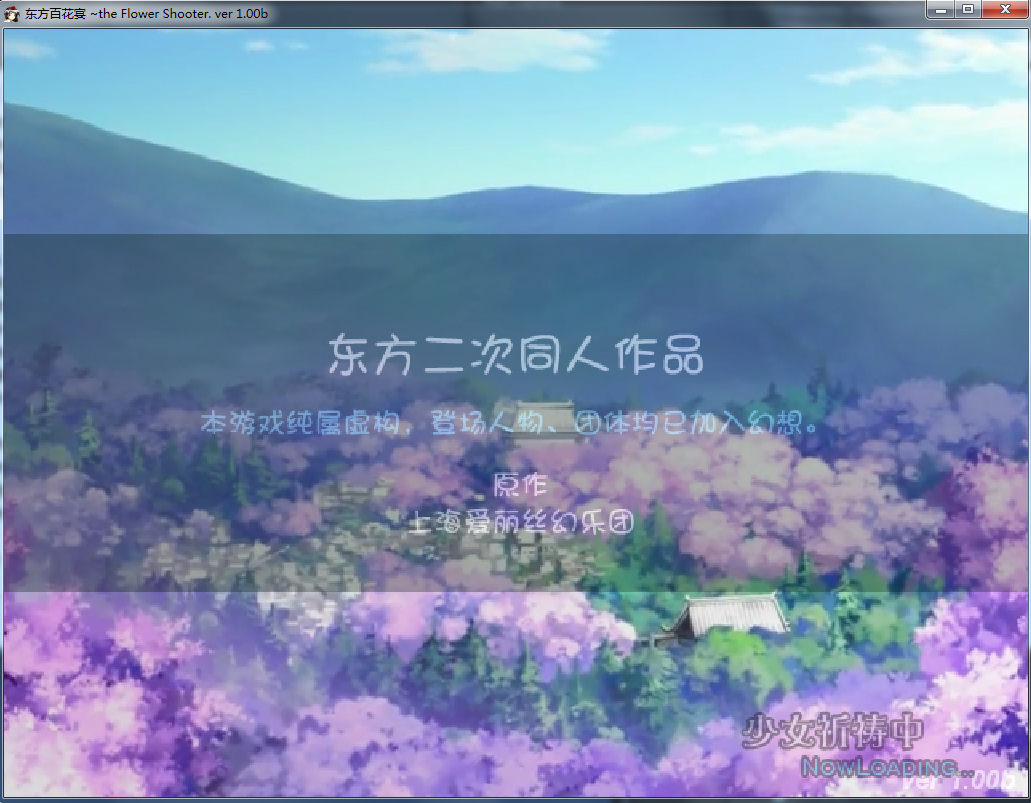 东方百花宴 ~the Flower Shooter. ver 1.00b
东方二次同人作品
本游戏纯属虚构，登场人物、团体均已加入幻想。
原作
上海爱丽丝幻乐团
少女祈祷中
NowLoading...
ver 1.00b